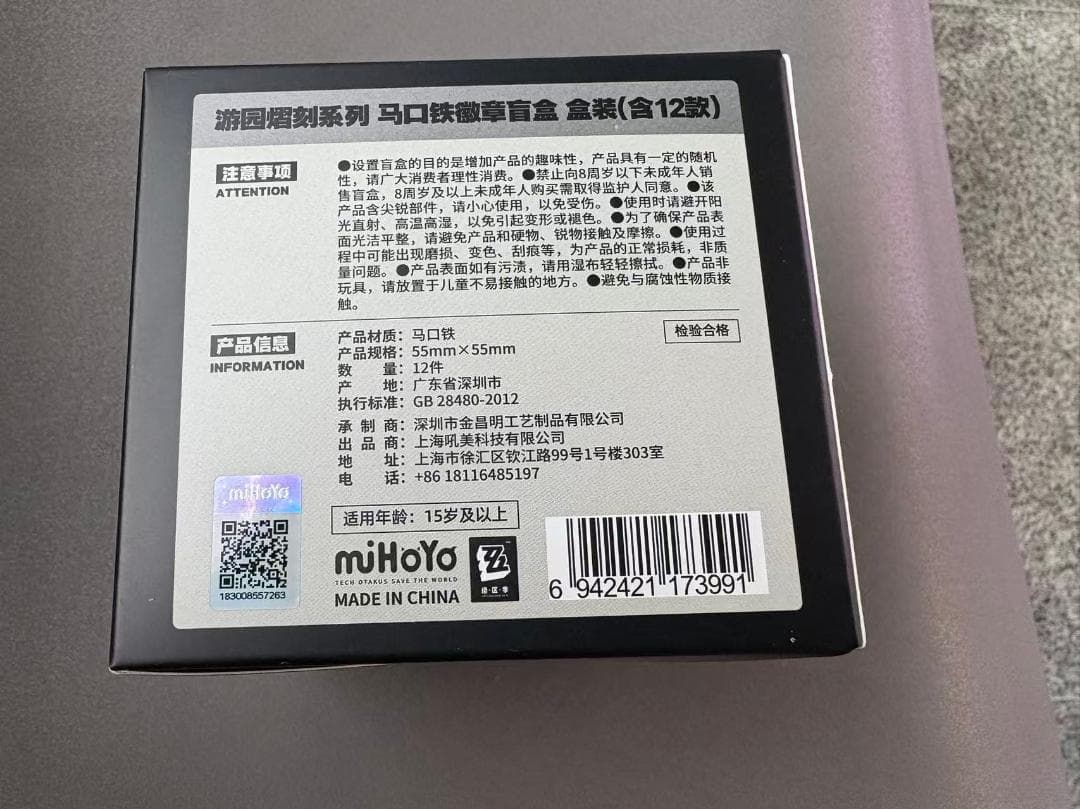 游园熠刻系列 马口铁徽章盲盒 盒装(含12款)
注意事项
ATTENTION
●设置盲盒的目的是增加产品的趣味性，产品具有一定的随机
性，请广大消费者理性消费。●禁止向8周岁以下未成年人销
售盲盒，8周岁及以上未成年人购买需取得监护人同意。●该
产品含尖锐部件，请小心使用，以免受伤。●使用时请避开阳
光直射、高温高湿，以免引起变形或褪色。●为了确保产品表
面光洁平整，请避免产品和硬物、锐物接触及摩擦。●使用过
程中可能出现磨损、变色、刮痕等，为产品的正常损耗，非质
量问题。●产品表面如有污渍，请用湿布轻轻擦拭。●产品非
玩具，请放置于儿童不易接触的地方。●避免与腐蚀性物质接
触。
产品信息
INFORMATION
检验合格
产品材质：马口铁
产品规格：55mm×55mm
数 量：12件
产 地：广东省深圳市
执行标准：GB 28480-2012
承 制 商：深圳市金昌明工艺制品有限公司
出 品 商：上海吼美科技有限公司
地 址：上海市徐汇区钦江路99号1号楼303室
电 话：+86 18116485197
miHoYo
183008557263
适用年龄：15岁及以上
miHoYo
TECH OTAKUS SAVE THE WORLD
MADE IN CHINA
绝·区·零
6 942421 173991